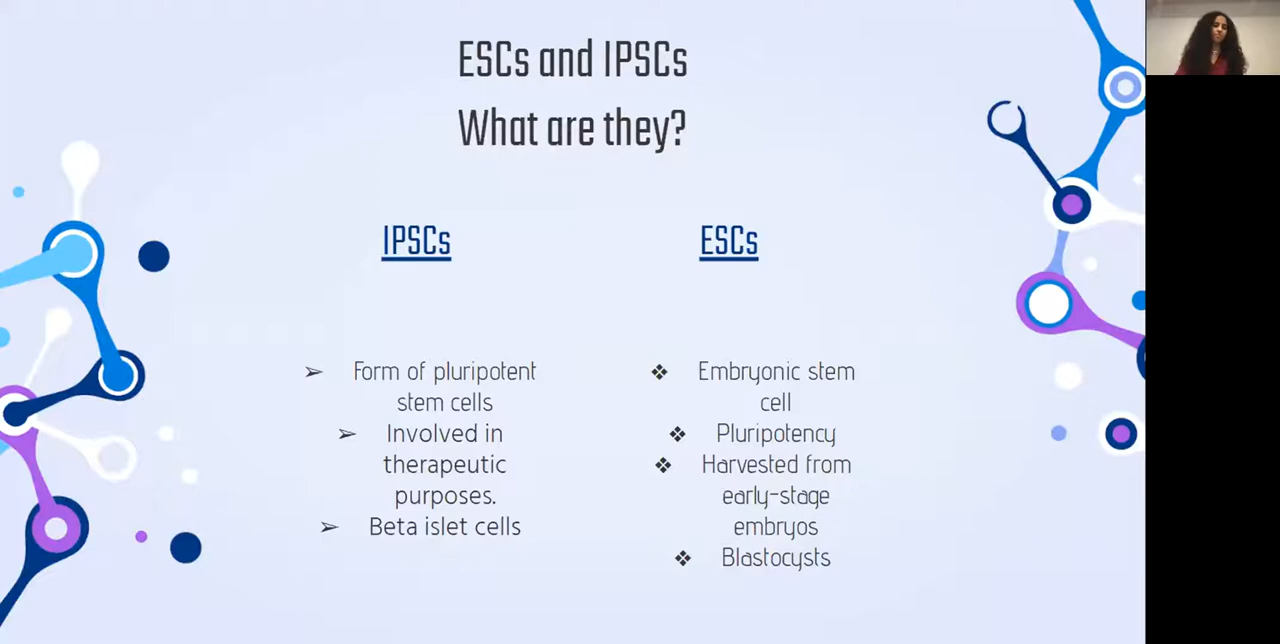 ESCs and IPSCs
What are they?
IPSCs
➢ Form of pluripotent
stem cells
➢ Involved in
therapeutic
purposes.
➢ Beta islet cells
ESCs
❖ Embryonic stem
cell
❖ Pluripotency
❖ Harvested from
early-stage
embryos
❖ Blastocysts